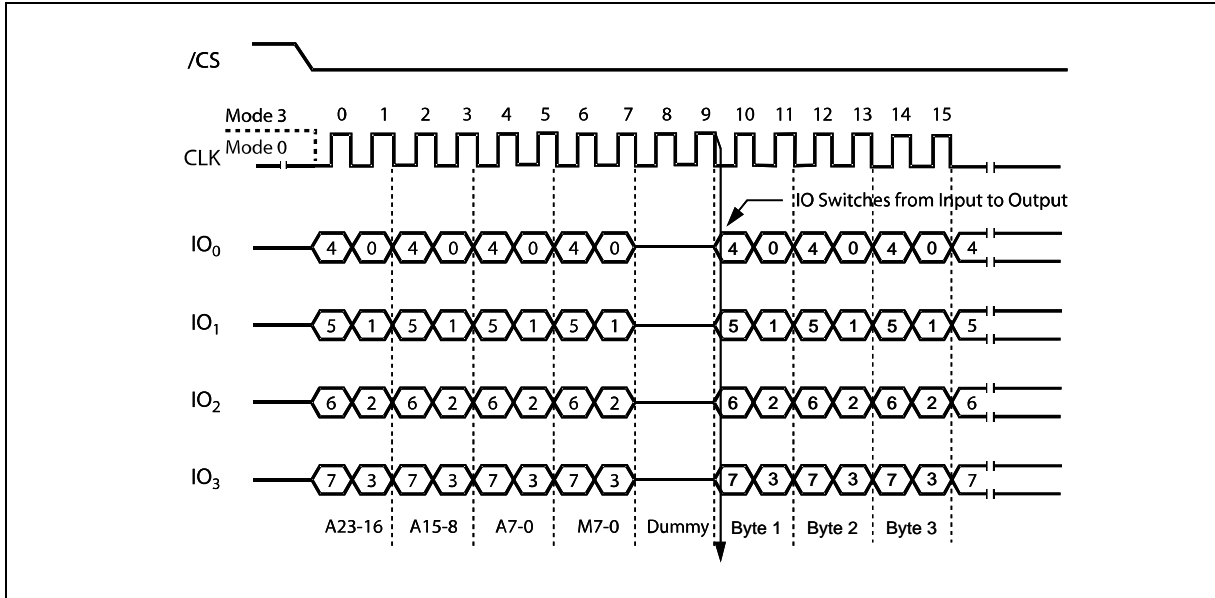 /CS
Mode 3 0 1 2 3 4 5 6 7 8 9 10 11 12 13 14 15
Mode 0
CLK
IO Switches from Input to Output
IO0 4 0 4 0 4 0 4 0 4 0 4 0 4 0 4
IO1 5 1 5 1 5 1 5 1 5 1 5 1 5 1 5
IO2 6 2 6 2 6 2 6 2 6 2 6 2 6 2 6
IO3 7 3 7 3 7 3 7 3 7 3 7 3 7 3 7
A23-16 A15-8 A7-0 M7-0 Dummy Byte 1 Byte 2 Byte 3